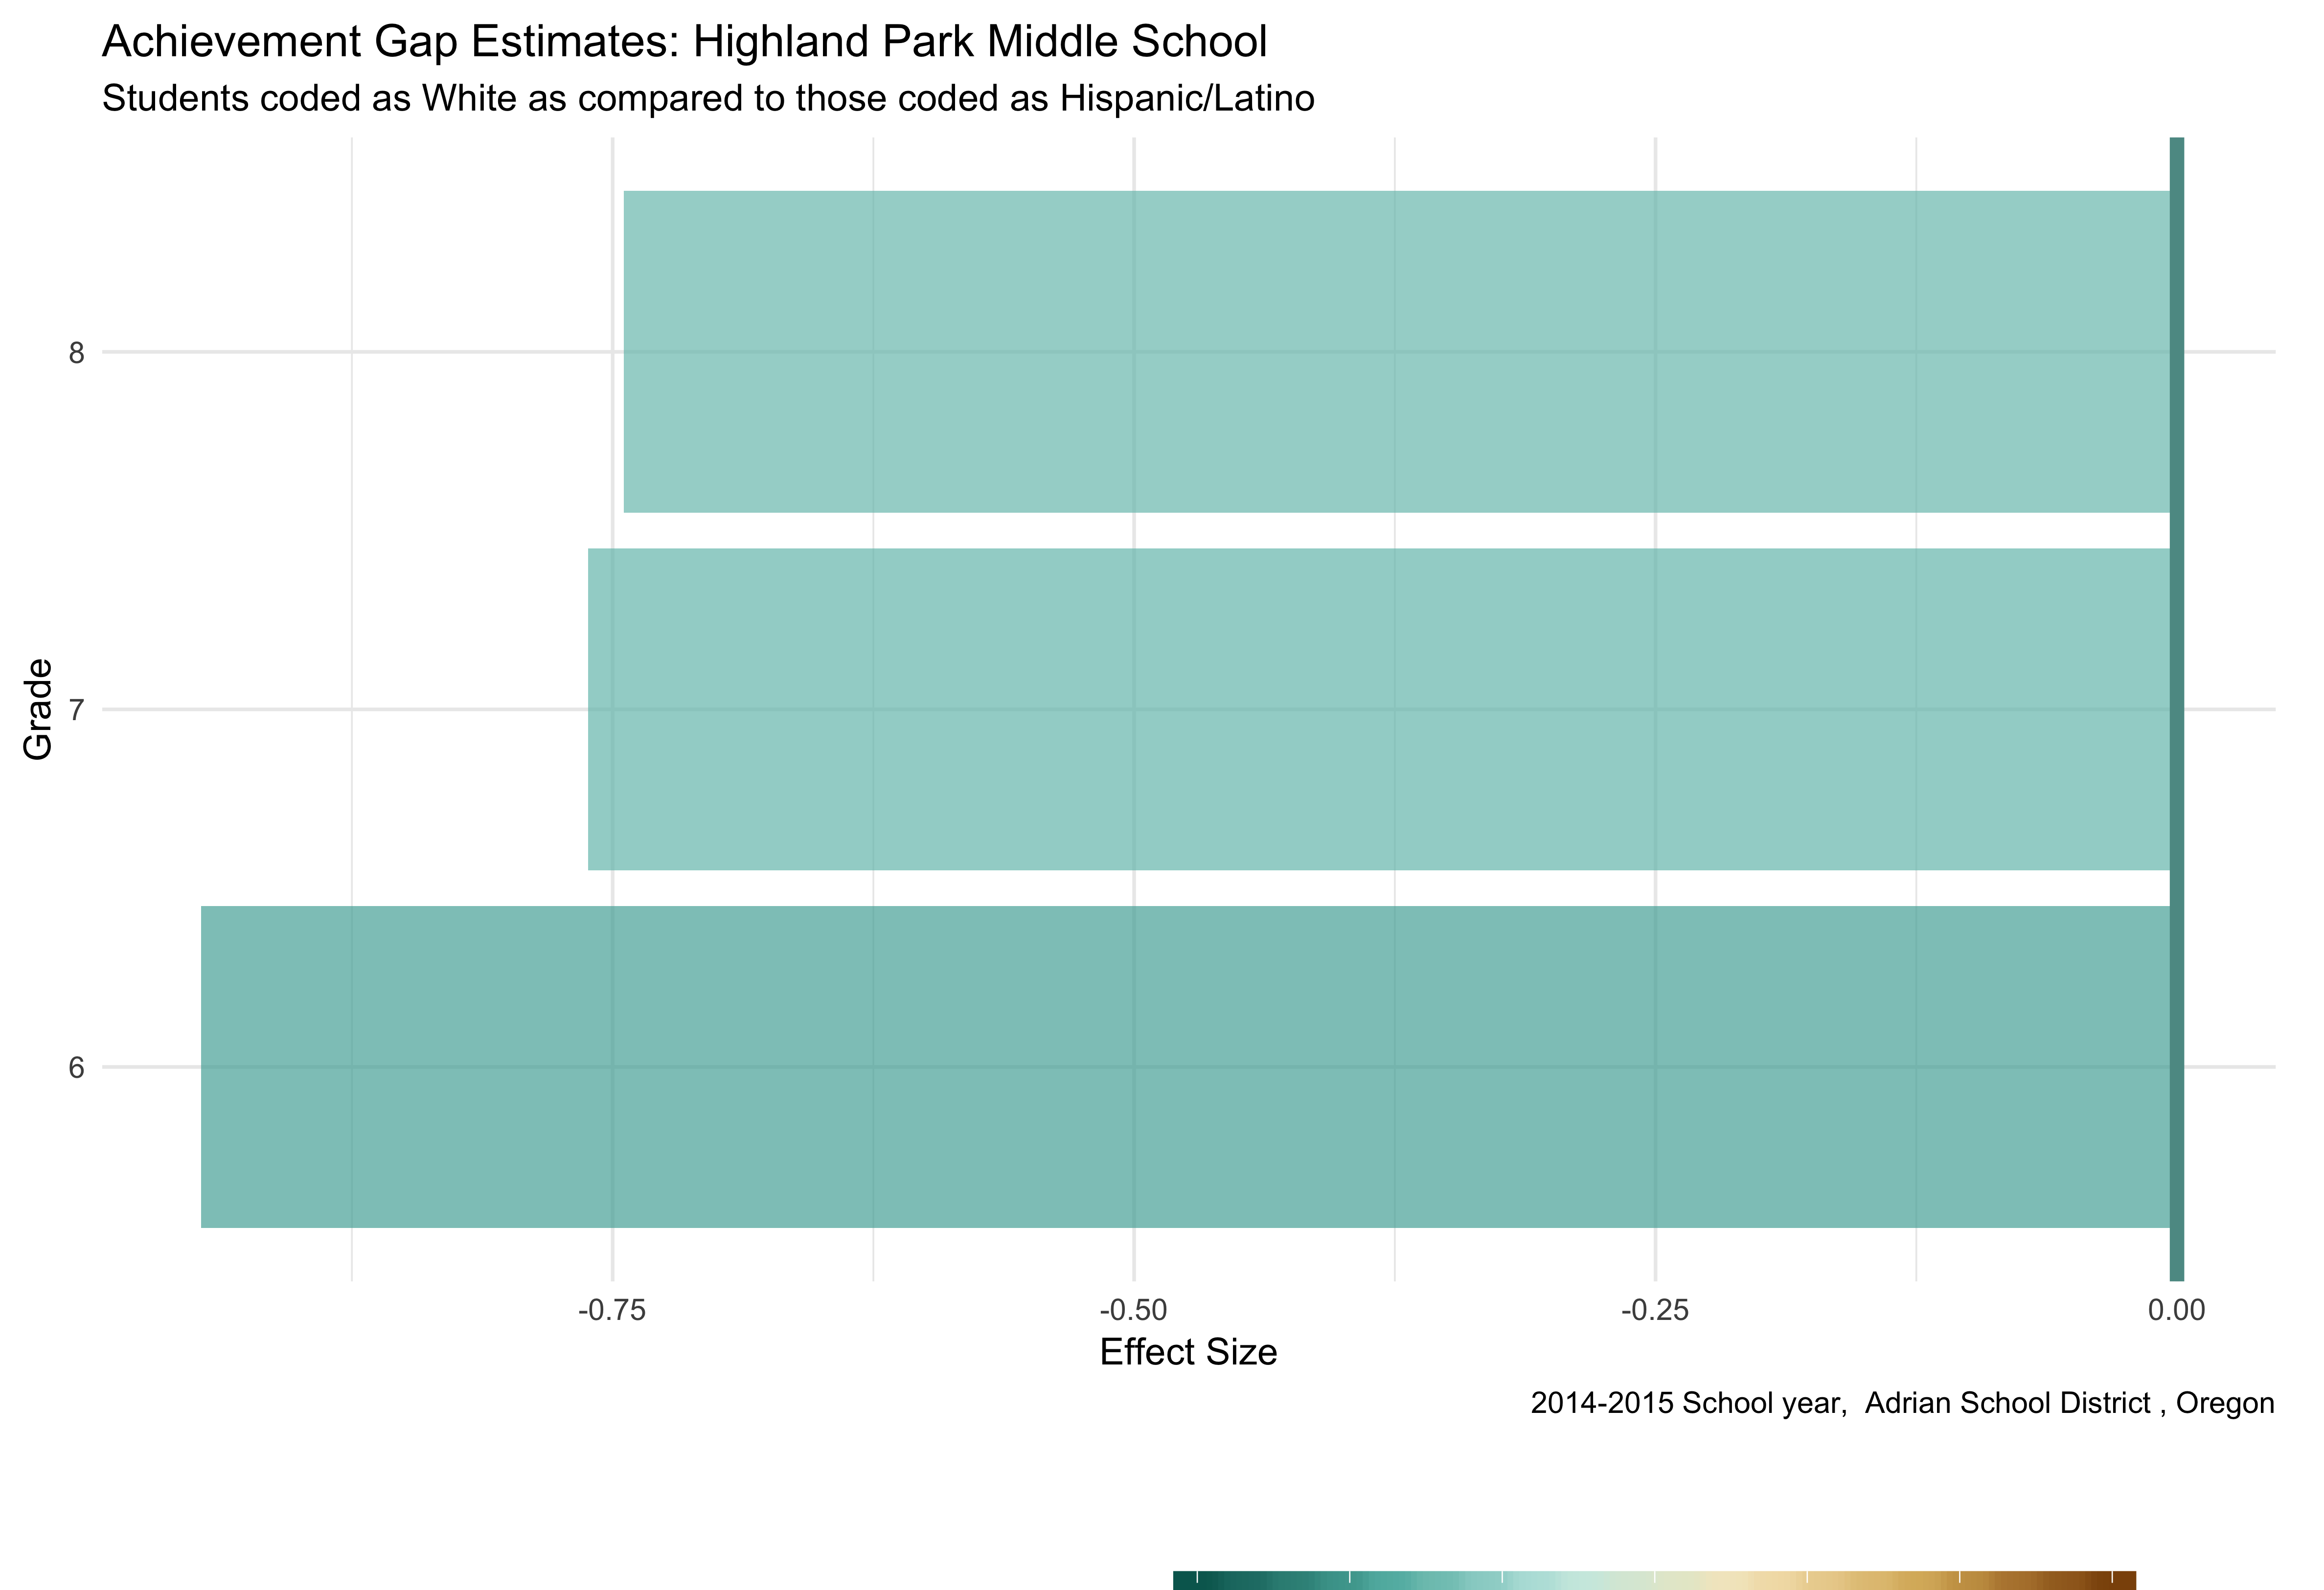 Achievement Gap Estimates: Highland Park Middle School
Students coded as White as compared to those coded as Hispanic/Latino
8
7
6
Grade
-0.75 -0.50 -0.25 0.00
Effect Size
2014-2015 School year,  Adrian School District , Oregon